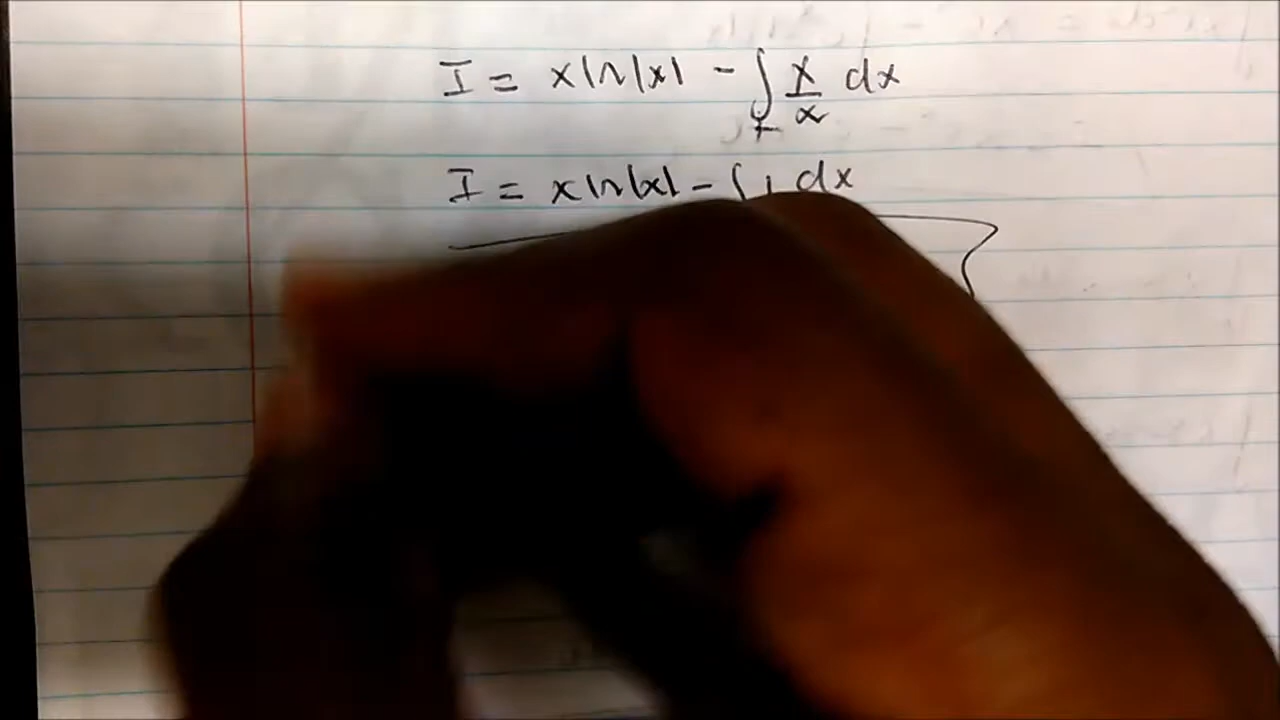 I = x ln|x| - ∫ x/x dx
I = x ln|x| - ∫ 1 dx